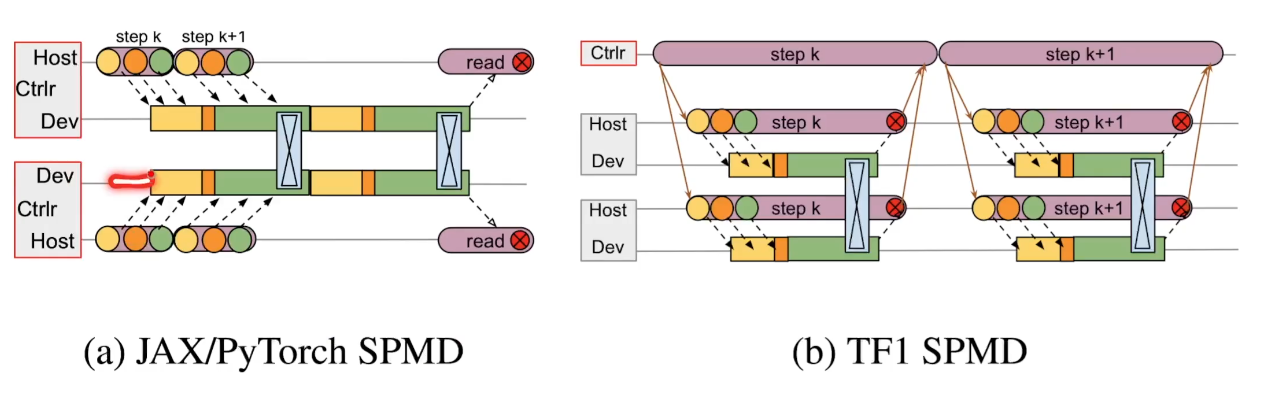 step k step k+1
Host read
Ctrlr
Dev
Dev
Ctrlr
Host read
(a) JAX/PyTorch SPMD
Ctrlr step k step k+1
Host step k step k+1
Dev
Host step k step k+1
Dev
(b) TF1 SPMD